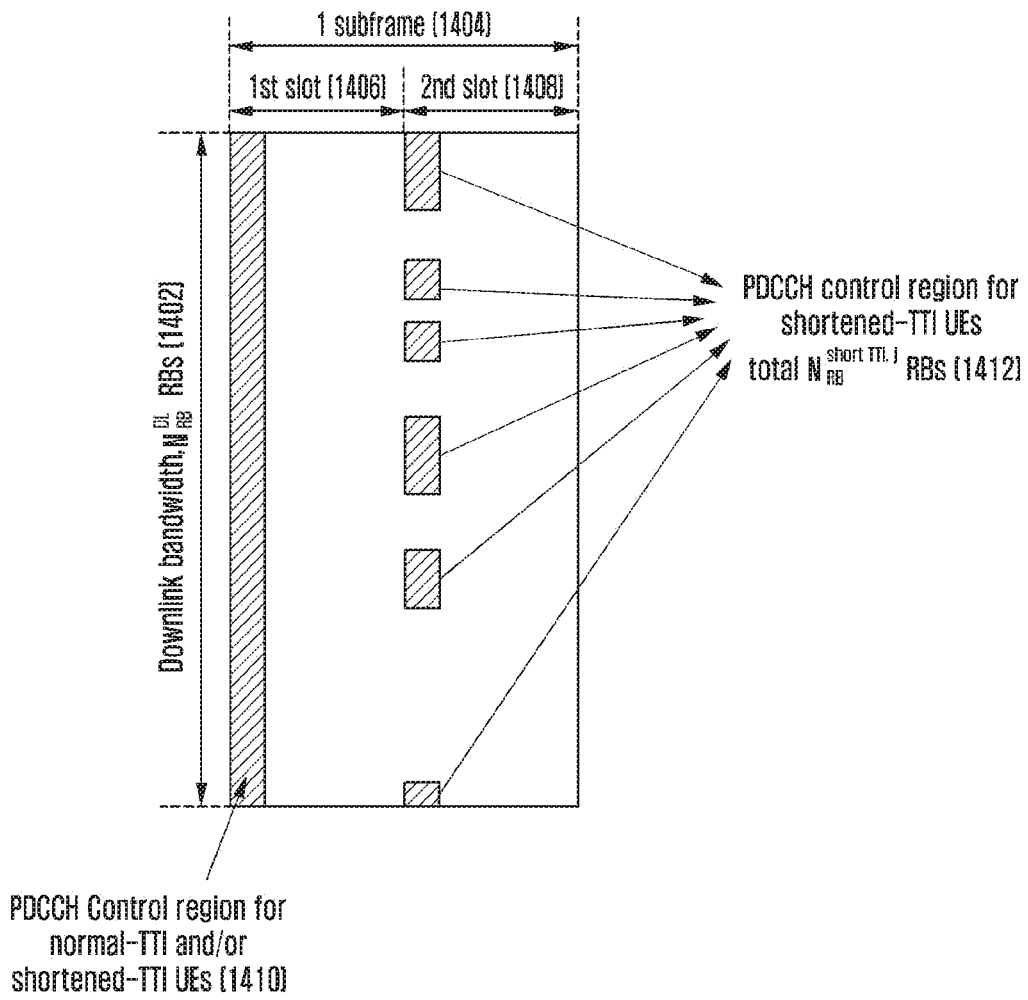 1 subframe (1404)
1st slot (1406)
2nd slot (1408)
Downlink bandwidth, N DL RB RBs (1402)
PDCCH control region for
shortened-TTI UEs
total N short TTI, j RB RBs (1412)
PDCCH Control region for
normal-TTI and/or
shortened-TTI UEs (1410)